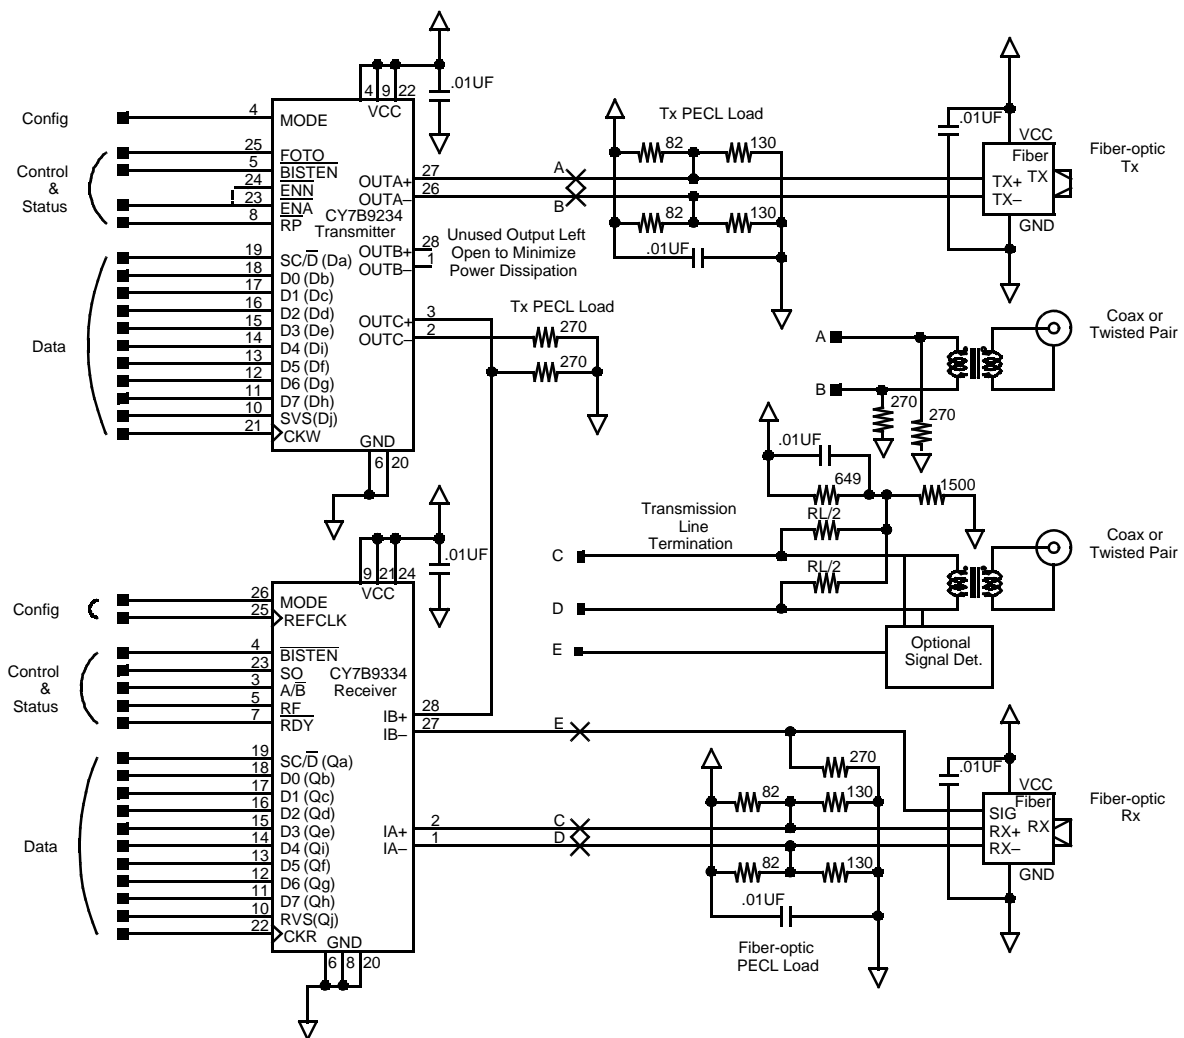 .01UF
4 9 22
VCC
Config
4
MODE
Control
&
Status
25
FOTO
5
BISTEN
24
ENN
23
ENA
8
RP
CY7B9234
Transmitter
OUTA+
27
OUTA–
26
OUTB+
28
OUTB–
1
Unused Output Left
Open to Minimize
Power Dissipation
OUTC+
3
OUTC–
2
Data
19
SC/D (Da)
18
D0 (Db)
17
D1 (Dc)
16
D2 (Dd)
15
D3 (De)
14
D4 (Di)
13
D5 (Df)
12
D6 (Dg)
11
D7 (Dh)
10
SVS(Dj)
21
CKW
GND
6 20
Tx PECL Load
270
270
A
B
Tx PECL Load
82
130
82
130
.01UF
.01UF
VCC
Fiber
TX
TX+
TX–
GND
Fiber-optic
Tx
A
B
270
270
Coax or
Twisted Pair
.01UF
649
1500
RL/2
RL/2
Transmission
Line
Termination
C
D
E
Optional
Signal Det.
Coax or
Twisted Pair
.01UF
9 21 24
VCC
Config
26
MODE
25
REFCLK
Control
&
Status
4
BISTEN
23
SO
3
A/B
5
RF
7
RDY
CY7B9334
Receiver
IB+
28
IB–
27
IA+
2
IA–
1
Data
19
SC/D (Qa)
18
D0 (Qb)
17
D1 (Qc)
16
D2 (Qd)
15
D3 (Qe)
14
D4 (Qi)
13
D5 (Qf)
12
D6 (Qg)
11
D7 (Qh)
10
RVS(Qj)
22
CKR
GND
6 8 20
E
C
D
270
82
130
82
130
.01UF
Fiber-optic
PECL Load
.01UF
VCC
Fiber
SIG
RX+
RX
RX–
GND
Fiber-optic
Rx